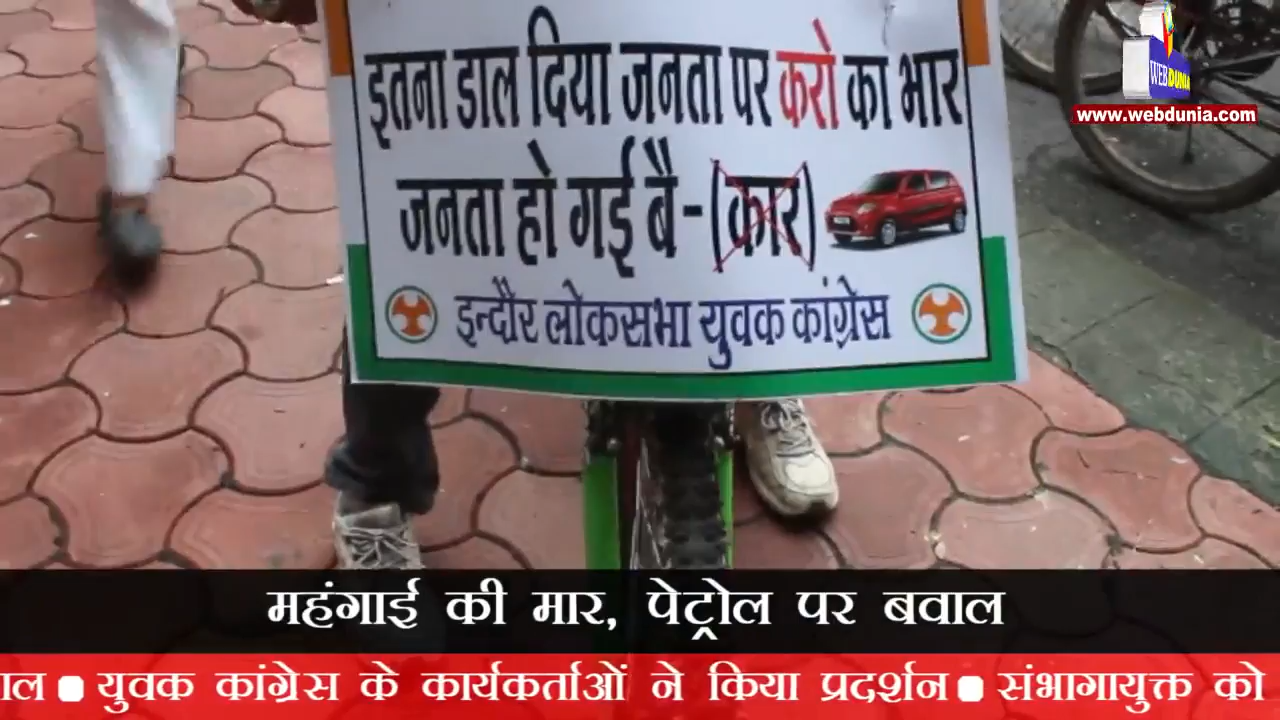 इतना डाल दिया जनता पर करो का भार
जनता हो गई बै-(कार)
इन्दौर लोकसभा युवक कांग्रेस
WEBDUNIA
www.webdunia.com
महंगाई की मार, पेट्रोल पर बवाल
ाल ● युवक कांग्रेस के कार्यकर्ताओं ने किया प्रदर्शन ● संभागायुक्त को